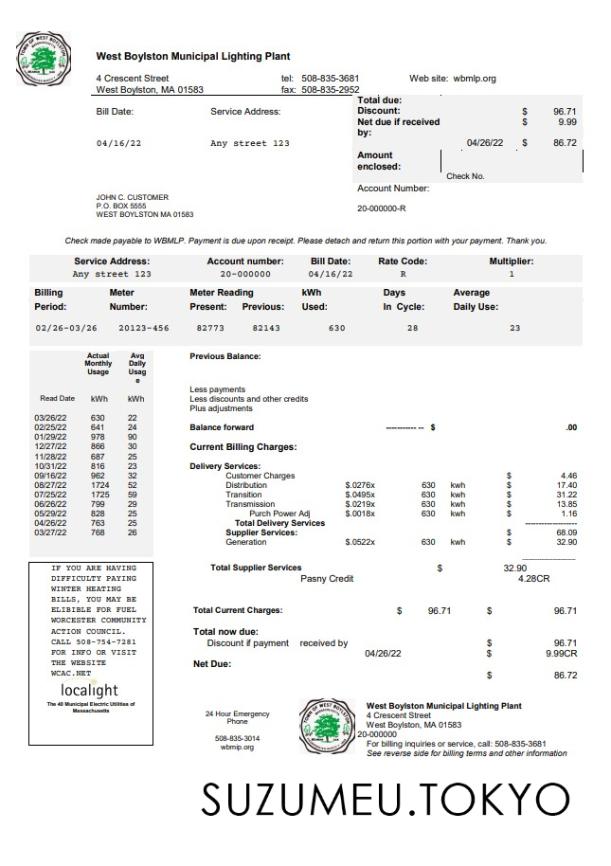 West Boylston Municipal Lighting Plant
4 Crescent Street tel: 508-835-3681 Web site: wbmlp.org
West Boylston, MA 01583 fax: 508-835-2952
Total due:
Bill Date: Service Address: Discount: $ 96.71
Net due if received $ 9.99
by:
04/16/22 Any street 123 04/26/22 $ 86.72
Amount
enclosed:
Check No.
Account Number:
JOHN C. CUSTOMER
P.O. BOX 5555 20-000000-R
WEST BOYLSTON MA 01583
Check made payable to WBMLP. Payment is due upon receipt. Please detach and return this portion with your payment. Thank you.
Service Address: Account number: Bill Date: Rate Code: Multiplier:
Any street 123 20-000000 04/16/22 R 1
Billing Meter Meter Reading kWh Days Average
Period: Number: Present: Previous: Used: In Cycle: Daily Use:
02/26-03/26 20123-456 82773 82143 630 28 23
Actual Avg
Monthly Daily
Usage Usag
e
Read Date kWh kWh
03/26/22 630 22
02/25/22 641 24
01/29/22 978 90
12/27/22 866 30
11/28/22 687 25
10/31/22 816 23
09/16/22 962 32
08/27/22 1724 52
07/25/22 1725 59
06/26/22 799 29
05/29/22 828 25
04/26/22 763 25
03/27/22 768 26
Previous Balance:
Less payments
Less discounts and other credits
Plus adjustments
Balance forward ----------- -- $ .00
Current Billing Charges:
Delivery Services:
Customer Charges $ 4.46
Distribution $.0276x 630 kwh $ 17.40
Transition $.0495x 630 kwh $ 31.22
Transmission $.0219x 630 kwh $ 13.85
Purch Power Adj $.0018x 630 kwh $ 1.16
Total Delivery Services -------------------
Supplier Services: $ 68.09
Generation $.0522x 630 kwh $ 32.90
Total Supplier Services $ 32.90
Pasny Credit 4.28CR
Total Current Charges: $ 96.71 $ 96.71
Total now due: $ 96.71
Discount if payment received by $ 9.99CR
04/26/22
Net Due: $ 86.72
IF YOU ARE HAVING
DIFFICULTY PAYING
WINTER HEATING
BILLS, YOU MAY BE
ELIBIBLE FOR FUEL
WORCESTER COMMUNITY
ACTION COUNCIL.
CALL 508-754-7281
FOR INFO OR VISIT
THE WEBSITE
WCAC.NET
localight
The 40 Municipal Electric Utilities of
Massachusetts
24 Hour Emergency
Phone
508-835-3014
wbmlp.org
West Boylston Municipal Lighting Plant
4 Crescent Street
West Boylston, MA 01583
20-000000
For billing inquiries or service, call: 508-835-3681
See reverse side for billing terms and other information
SUZUMEU.TOKYO